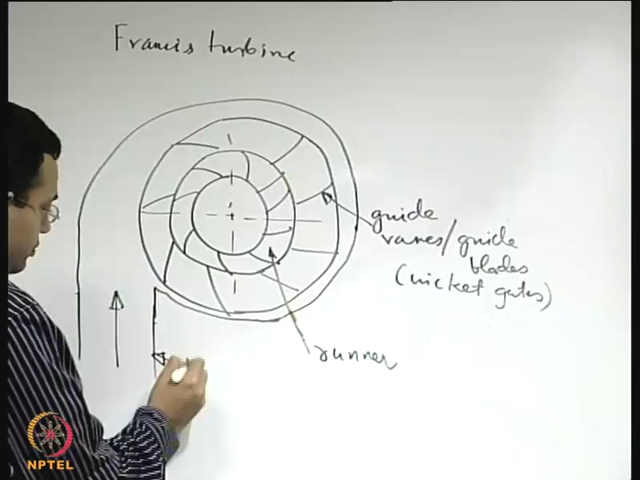 Francis turbine
guide
vanes/guide
blades
(wicket gates)
runner
NPTEL